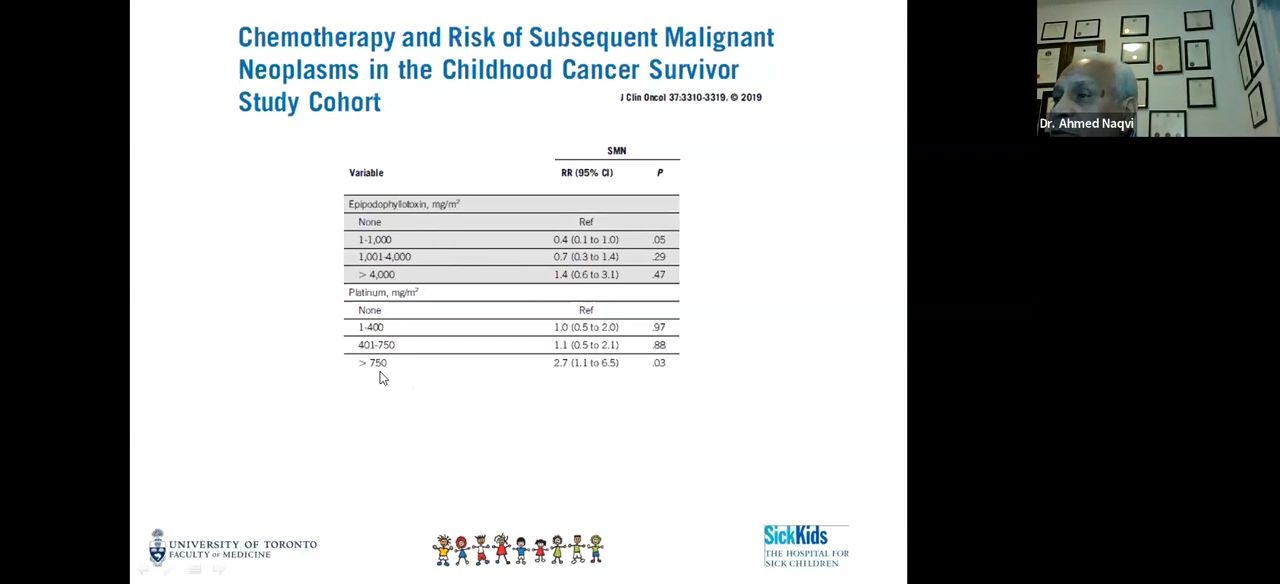 Chemotherapy and Risk of Subsequent Malignant
Neoplasms in the Childhood Cancer Survivor
Study Cohort
J Clin Oncol 37:3310-3319. © 2019
Dr. Ahmed Naqvi
SMN
Variable RR (95% CI) P
Epipodophyllotoxin, mg/m²
None Ref
1-1,000 0.4 (0.1 to 1.0) .05
1,001-4,000 0.7 (0.3 to 1.4) .29
> 4,000 1.4 (0.6 to 3.1) .47
Platinum, mg/m²
None Ref
1-400 1.0 (0.5 to 2.0) .97
401-750 1.1 (0.5 to 2.1) .88
> 750 2.7 (1.1 to 6.5) .03
UNIVERSITY OF TORONTO
FACULTY OF MEDICINE
SickKids
THE HOSPITAL FOR
SICK CHILDREN